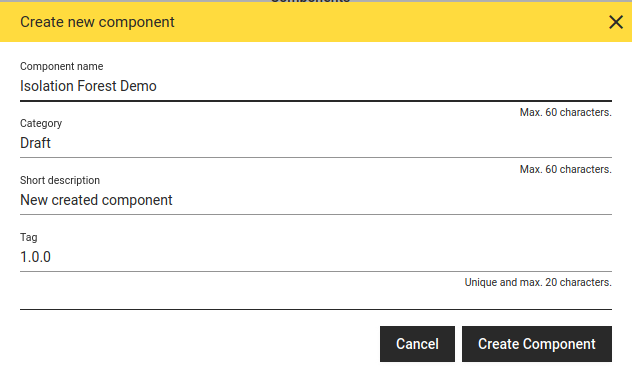 Components
Create new component
Component name
Isolation Forest Demo
Max. 60 characters.
Category
Draft
Max. 60 characters.
Short description
New created component
Tag
1.0.0
Unique and max. 20 characters.
Cancel
Create Component